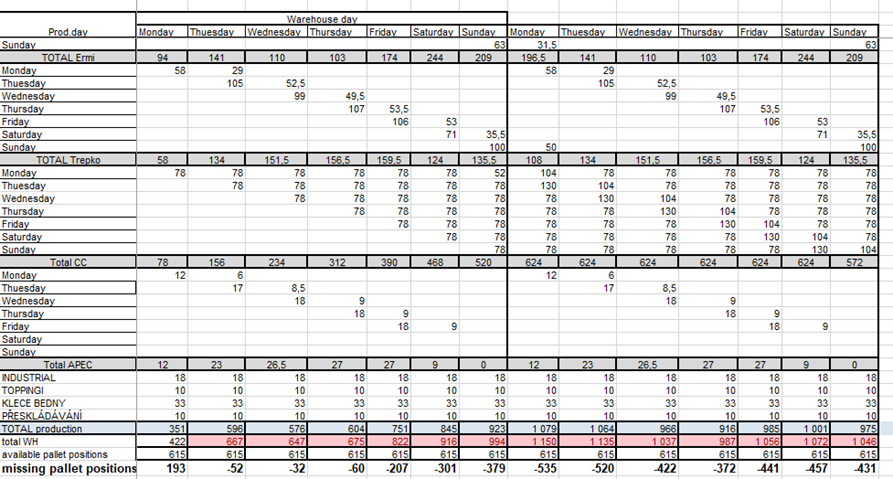 Warehouse day
Prod.day Monday Thuesday Wednesday Thursday Friday Saturday Sunday Monday Thuesday Wednesday Thursday Friday Saturday Sunday
Sunday 63 31,5 63
TOTAL Ermi 94 141 110 103 174 244 209 196,5 141 110 103 174 244 209
Monday 58 29 58 29
Thuesday 105 52,5 105 52,5
Wednesday 99 49,5 99 49,5
Thursday 107 53,5 107 53,5
Friday 106 53 106 53
Saturday 71 35,5 71 35,5
Sunday 100 50 100
TOTAL Trepko 58 134 151,5 156,5 159,5 124 135,5 108 134 151,5 156,5 159,5 124 135,5
Monday 78 78 78 78 78 78 52 104 78 78 78 78 78 78
Thuesday 78 78 78 78 78 78 130 104 78 78 78 78 78
Wednesday 78 78 78 78 78 78 130 104 78 78 78 78
Thursday 78 78 78 78 78 78 130 104 78 78 78
Friday 78 78 78 78 78 78 130 104 78 78
Saturday 78 78 78 78 78 78 130 104 78
Sunday 78 78 78 78 78 78 130 104
Total CC 78 156 234 312 390 468 520 624 624 624 624 624 624 572
Monday 12 6 12 6
Thuesday 17 8,5 17 8,5
Wednesday 18 9 18 9
Thursday 18 9 18 9
Friday 18 9 18 9
Saturday
Sunday
Total APEC 12 23 26,5 27 27 9 0 12 23 26,5 27 27 9 0
INDUSTRIAL 18 18 18 18 18 18 18 18 18 18 18 18 18 18
TOPPINGI 10 10 10 10 10 10 10 10 10 10 10 10 10 10
KLECE BEDNY 33 33 33 33 33 33 33 33 33 33 33 33 33 33
PŘESKLÁDÁVÁNÍ 10 10 10 10 10 10 10 10 10 10 10 10 10 10
TOTAL production 351 596 576 604 751 845 923 1 079 1 064 966 916 985 1 001 975
total WH 422 667 647 675 822 916 994 1 150 1 135 1 037 987 1 056 1 072 1 046
available pallet positions 615 615 615 615 615 615 615 615 615 615 615 615 615 615
missing pallet positions 193 -52 -32 -60 -207 -301 -379 -535 -520 -422 -372 -441 -457 -431